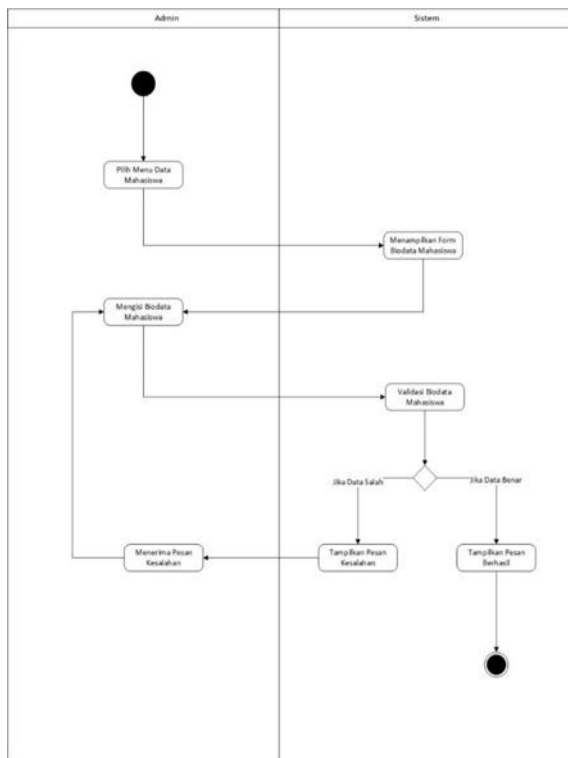 Admin
Sistem
Pilih Menu Data
Mahasiswa
Menampilkan Form
Biodata Mahasiswa
Mengisi Biodata
Mahasiswa
Validasi Biodata
Mahasiswa
Jika Data Salah
Jika Data Benar
Menerima Pesan
Kesalahan
Tampilkan Pesan
Kesalahan
Tampilkan Pesan
Berhasil